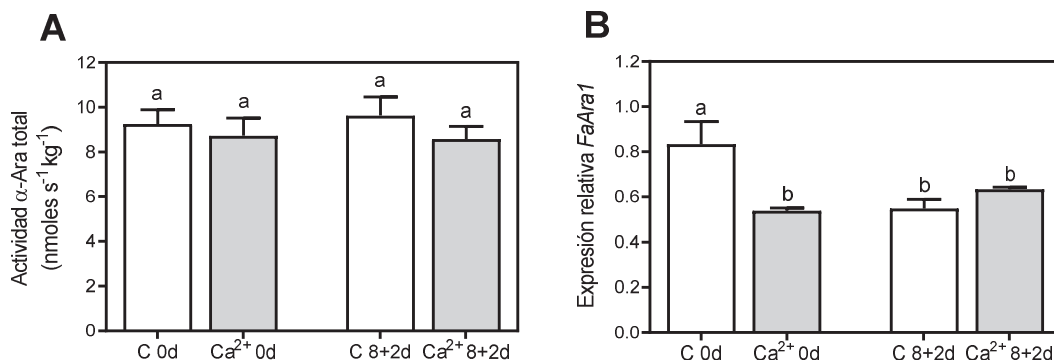 A
Actividad α-Ara total
(nmoles s⁻¹ kg⁻¹)
12
10
8
6
4
2
0
a
a
a
a
C 0d
Ca²⁺ 0d
C 8+2d
Ca²⁺ 8+2d
B
Expresión relativa FaAra1
1.2
1.0
0.8
0.6
0.4
0.2
0.0
a
b
b
b
C 0d
Ca²⁺ 0d
C 8+2d
Ca²⁺ 8+2d